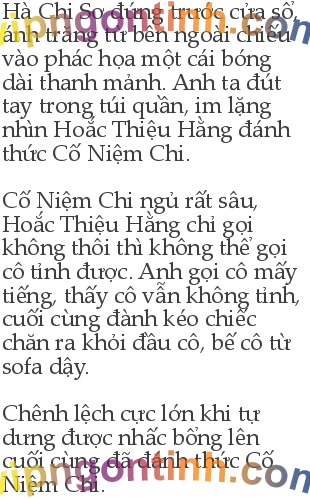 Hà Chi Sơ đứng trước cửa sổ,
ánh trăng từ bên ngoài chiếu
vào phác họa một cái bóng
dài thanh mảnh. Anh ta đút
tay trong túi quần, im lặng
nhìn Hoắc Thiệu Hằng đánh
thức Cố Niệm Chi.
Cố Niệm Chi ngủ rất sâu,
Hoắc Thiệu Hằng chỉ gọi
không thôi thì không thể gọi
cô tỉnh được. Anh gọi cô mấy
tiếng, thấy cô vẫn không tỉnh,
cuối cùng đành kéo chiếc
chăn ra khỏi đầu cô, bế cô từ
sofa dậy.
Chênh lệch cực lớn khi tự
dưng được nhấc bổng lên
cuối cùng đã đánh thức Cố
Niệm Chi.